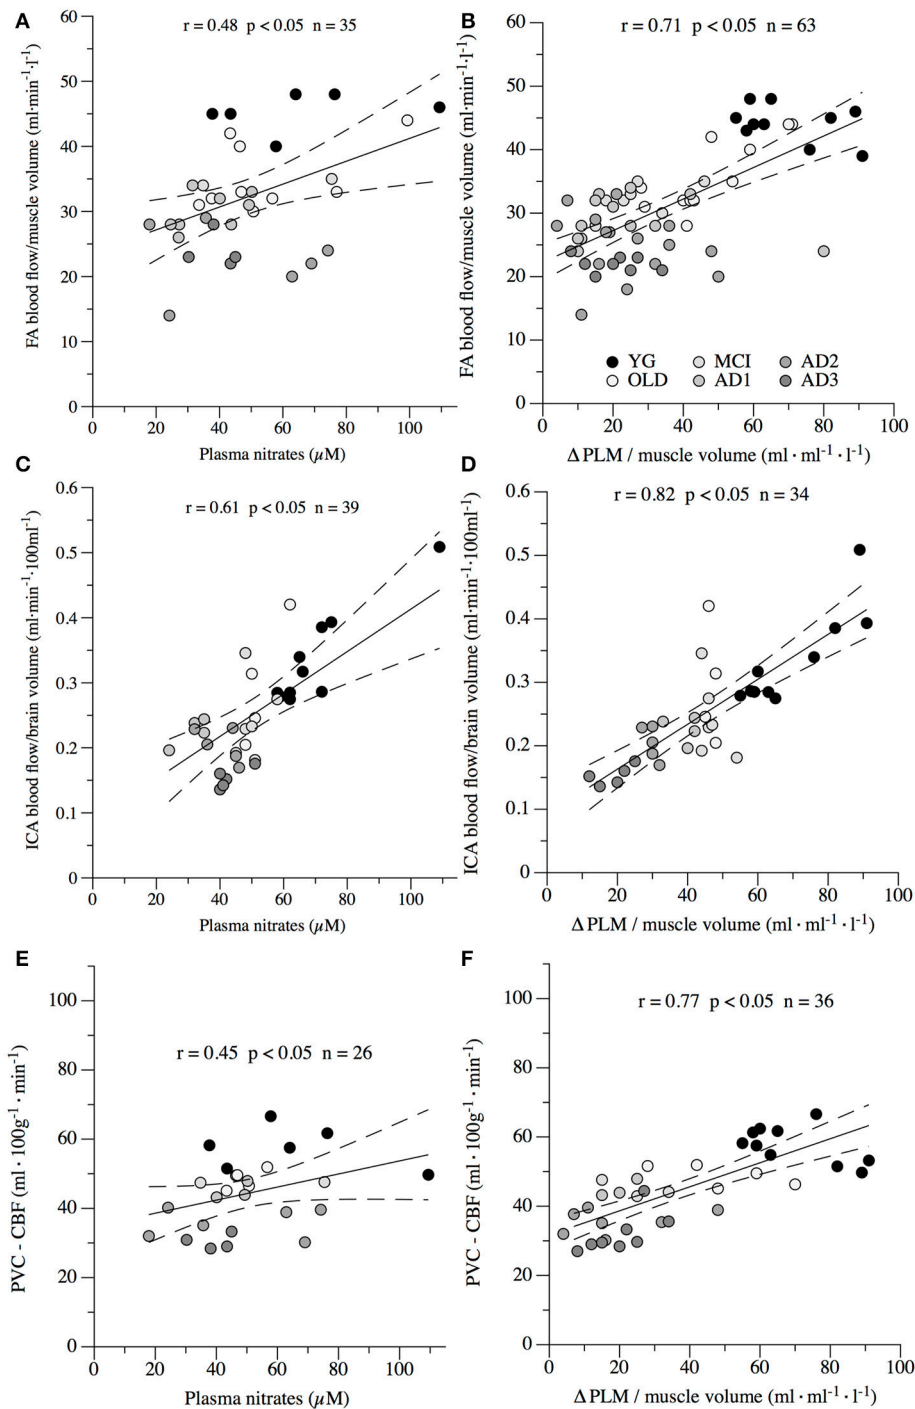 A
r = 0.48 p < 0.05 n = 35
FA blood flow/muscle volume (ml·min⁻¹·l⁻¹)
60
50
40
30
20
10
0
0 20 40 60 80 100
Plasma nitrates (µM)
B
r = 0.71 p < 0.05 n = 63
FA blood flow/muscle volume (ml·min⁻¹·l⁻¹)
60
50
40
30
20
10
0
YG MCI AD2
OLD AD1 AD3
0 20 40 60 80 100
Δ PLM / muscle volume (ml · ml⁻¹ · l⁻¹)
C
r = 0.61 p < 0.05 n = 39
ICA blood flow/brain volume (ml·min⁻¹·100ml⁻¹)
0.6
0.5
0.4
0.3
0.2
0.1
0
0 20 40 60 80 100
Plasma nitrates (µM)
D
r = 0.82 p < 0.05 n = 34
ICA blood flow/brain volume (ml·min⁻¹·100ml⁻¹)
0.6
0.5
0.4
0.3
0.2
0.1
0
0 20 40 60 80 100
Δ PLM / muscle volume (ml · ml⁻¹ · l⁻¹)
E
r = 0.45 p < 0.05 n = 26
PVC - CBF (ml · 100g⁻¹ · min⁻¹)
100
80
60
40
20
0
0 20 40 60 80 100
Plasma nitrates (µM)
F
r = 0.77 p < 0.05 n = 36
PVC - CBF (ml · 100g⁻¹ · min⁻¹)
100
80
60
40
20
0
0 20 40 60 80 100
Δ PLM / muscle volume (ml · ml⁻¹ · l⁻¹)